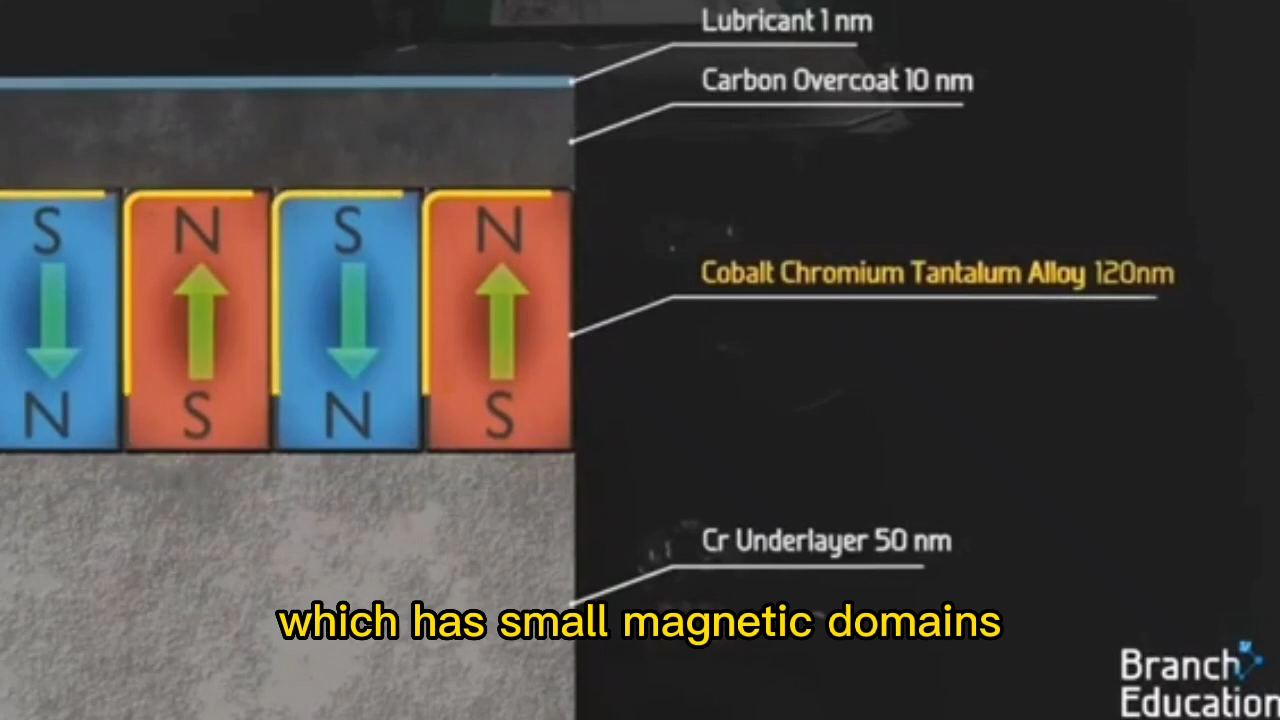 Lubricant 1 nm
Carbon Overcoat 10 nm
S N S N
Cobalt Chromium Tantalum Alloy 120nm
N S N S
Cr Underlayer 50 nm
which has small magnetic domains
Branch
Education